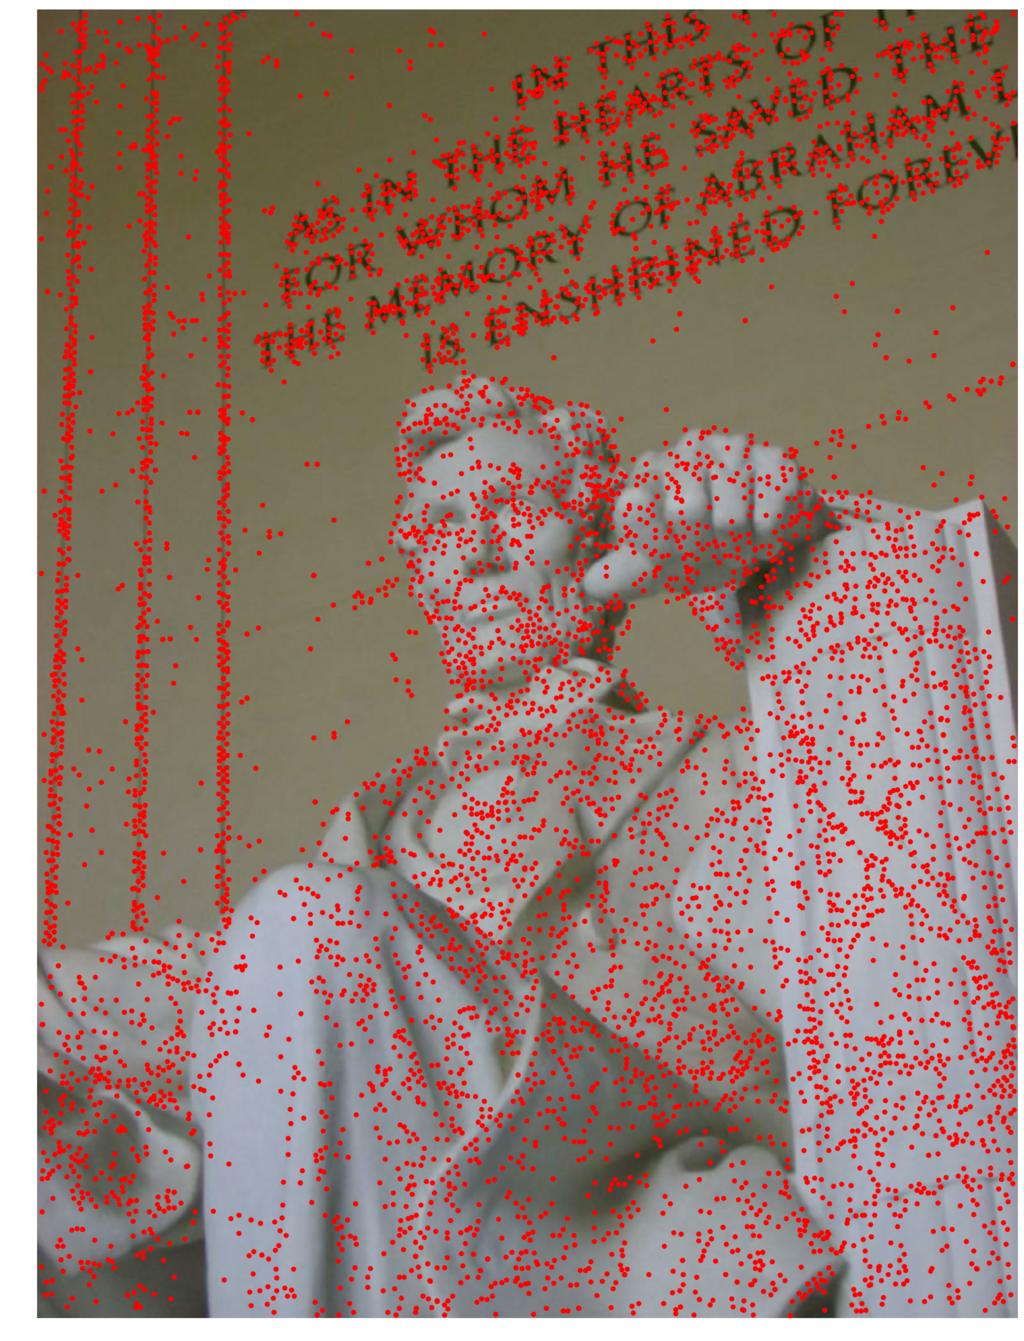 IN THIS
AS IN THE HEARTS OF
FOR WHOM HE SAVED THE
THE MEMORY OF ABRAHAM L
IS ENSHRINED FOREV